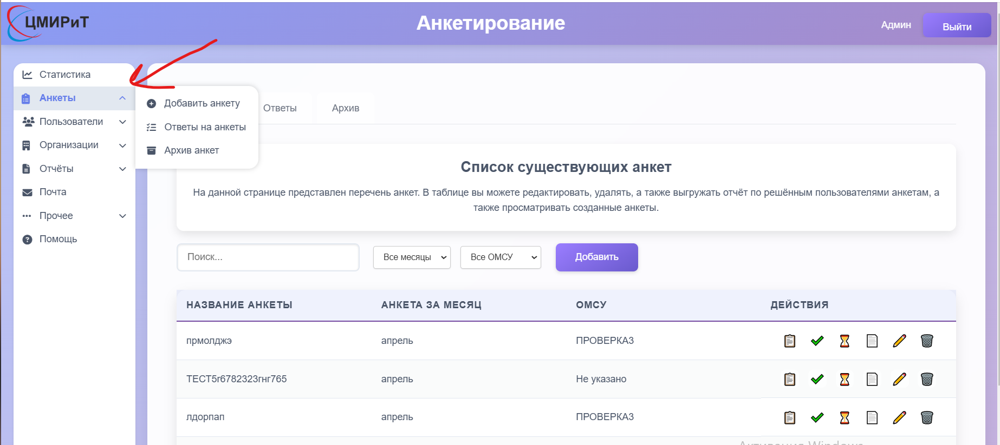 ЦМИРиТ
Анкетирование
Админ
Выйти
Статистика
Анкеты
Пользователи
Организации
Отчёты
Почта
Прочее
Помощь
Добавить анкету
Ответы на анкеты
Архив анкет
Ответы
Архив
Список существующих анкет
На данной странице представлен перечень анкет. В таблице вы можете редактировать, удалять, а также выгружать отчёт по решённым пользователями анкетам, а
также просматривать созданные анкеты.
Поиск...
Все месяцы
Все ОМСУ
Добавить
НАЗВАНИЕ АНКЕТЫ АНКЕТА ЗА МЕСЯЦ ОМСУ ДЕЙСТВИЯ
прмолджэ апрель ПРОВЕРКА3
ТЕСТ5г6782323гнг765 апрель Не указано
лдорпап апрель ПРОВЕРКА3
Активация Windows